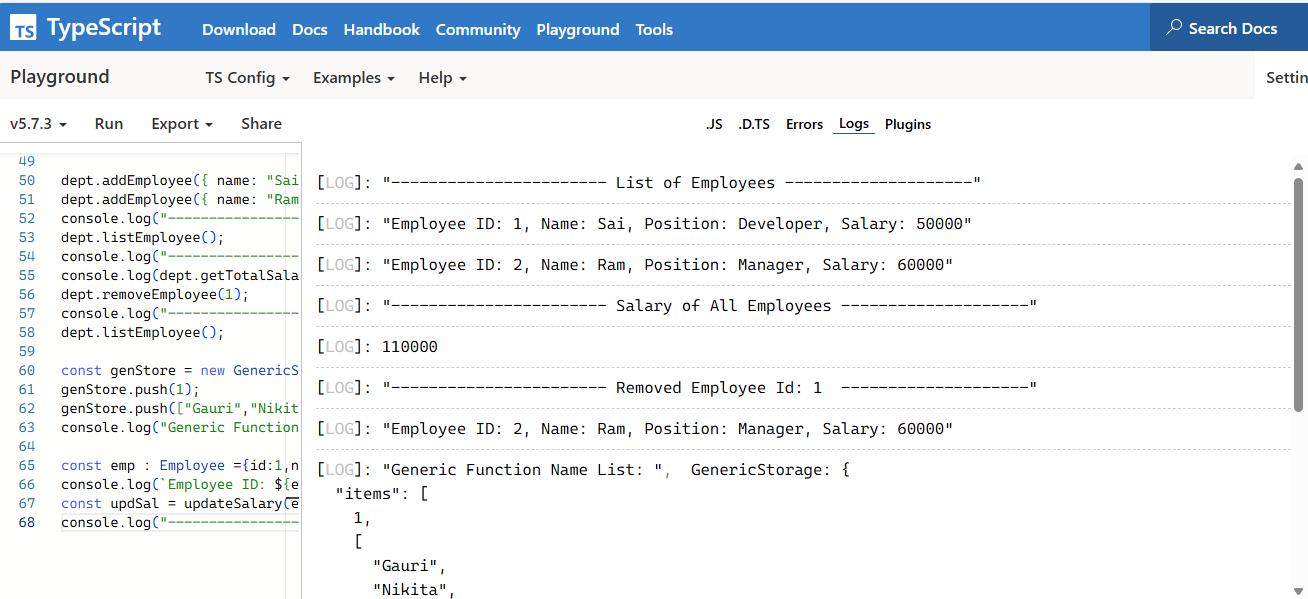 TS TypeScript Download Docs Handbook Community Playground Tools Search Docs
Playground TS Config Examples Help Settin
v5.7.3 Run Export Share .JS .D.TS Errors Logs Plugins
49
50 dept.addEmployee({ name: "Sai
51 dept.addEmployee({ name: "Ram
52 console.log("----------------
53 dept.listEmployee();
54 console.log("----------------
55 console.log(dept.getTotalSala
56 dept.removeEmployee(1);
57 console.log("----------------
58 dept.listEmployee();
59
60 const genStore = new GenericS
61 genStore.push(1);
62 genStore.push(["Gauri","Nikit
63 console.log("Generic Function
64
65 const emp : Employee ={id:1,n
66 console.log(`Employee ID: ${e
67 const updSal = updateSalary(e
68 console.log("----------------
[LOG]: "----------------------- List of Employees --------------------"
[LOG]: "Employee ID: 1, Name: Sai, Position: Developer, Salary: 50000"
[LOG]: "Employee ID: 2, Name: Ram, Position: Manager, Salary: 60000"
[LOG]: "----------------------- Salary of All Employees --------------------"
[LOG]: 110000
[LOG]: "----------------------- Removed Employee Id: 1  --------------------"
[LOG]: "Employee ID: 2, Name: Ram, Position: Manager, Salary: 60000"
[LOG]: "Generic Function Name List: ",  GenericStorage: {
"items": [
1,
[
"Gauri",
"Nikita",